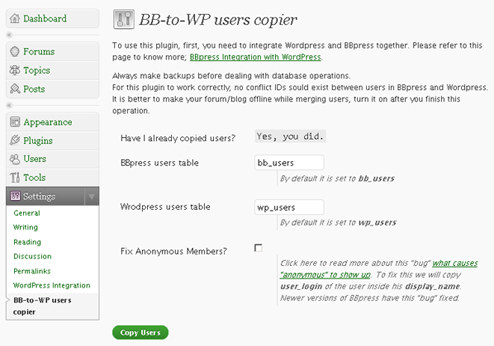 Dashboard
Forums
Topics
Posts
Appearance
Plugins
Users
Tools
Settings
General
Writing
Reading
Discussion
Permalinks
WordPress Integration
BB-to-WP users
copier
BB-to-WP users copier
To use this plugin, first, you need to integrate Wordpress and BBpress together. Please refer to this
page to know more; BBpress Integration with WordPress.
Always make backups before dealing with database operations.
For this plugin to work correctly, no conflict IDs sould exist between users in BBpress and Wordpress.
It is better to make your forum/blog offline while merging users, turn it on after you finish this
operation.
Have I already copied users? Yes, you did.
BBpress users table bb_users
By default it is set to bb_users
Wrodpress users table wp_users
By default it is set to wp_users
Fix Anonymous Members?
Click here to read more about this "bug" what causes
"anonymous" to show up. To fix this we will copy
user_login of the user inside his display_name.
Newer versions of BBpress have this "bug" fixed.
Copy Users